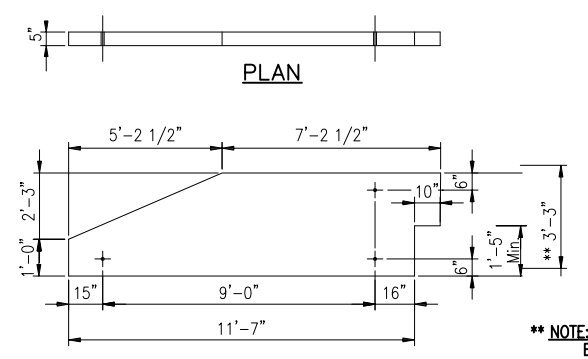 5"
PLAN
5'-2 1/2" 7'-2 1/2"
2'-3"
1'-0"
10"
6"
6"
1'-5"
Min.
** 3'-3"
15" 9'-0" 16"
11'-7"
** NOTE: